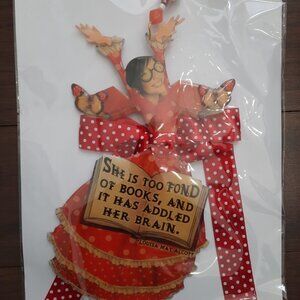 SHE IS TOO FOND
OF BOOKS, AND
IT HAS ADDLED
HER BRAIN.
LOUISA MAY ALCOTT